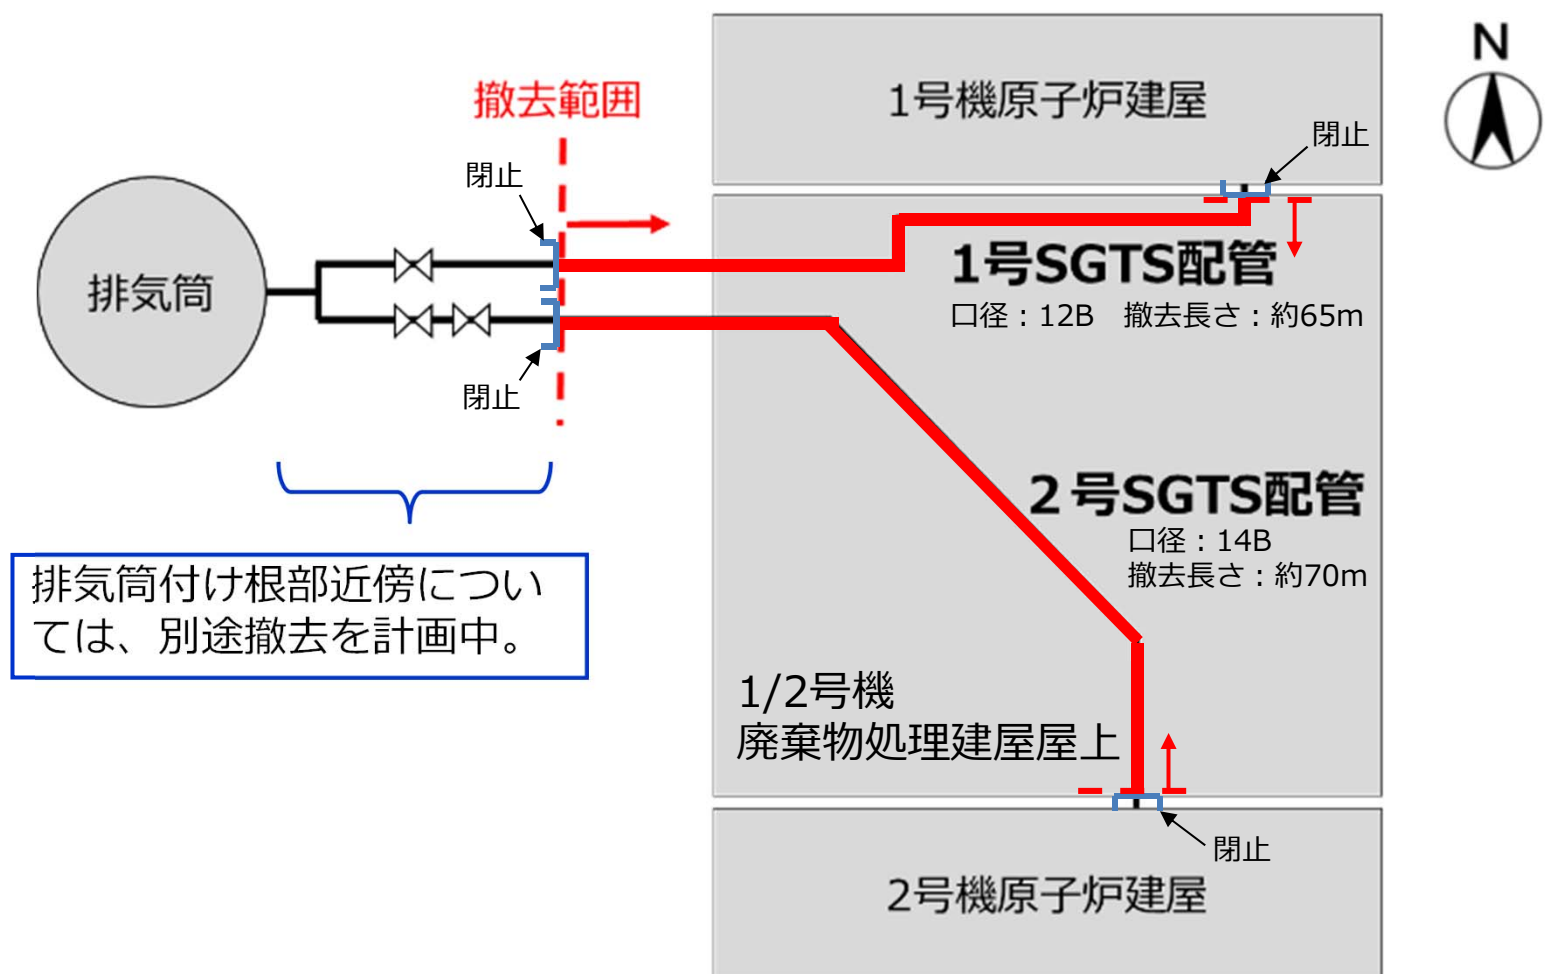 1号機原子炉建屋
N
撤去範囲
閉止
閉止
排気筒
1号SGTS配管
口径：12B　撤去長さ：約65m
閉止
2号SGTS配管
口径：14B
撤去長さ：約70m
排気筒付け根部近傍につい
ては、別途撤去を計画中。
1/2号機
廃棄物処理建屋屋上
閉止
2号機原子炉建屋